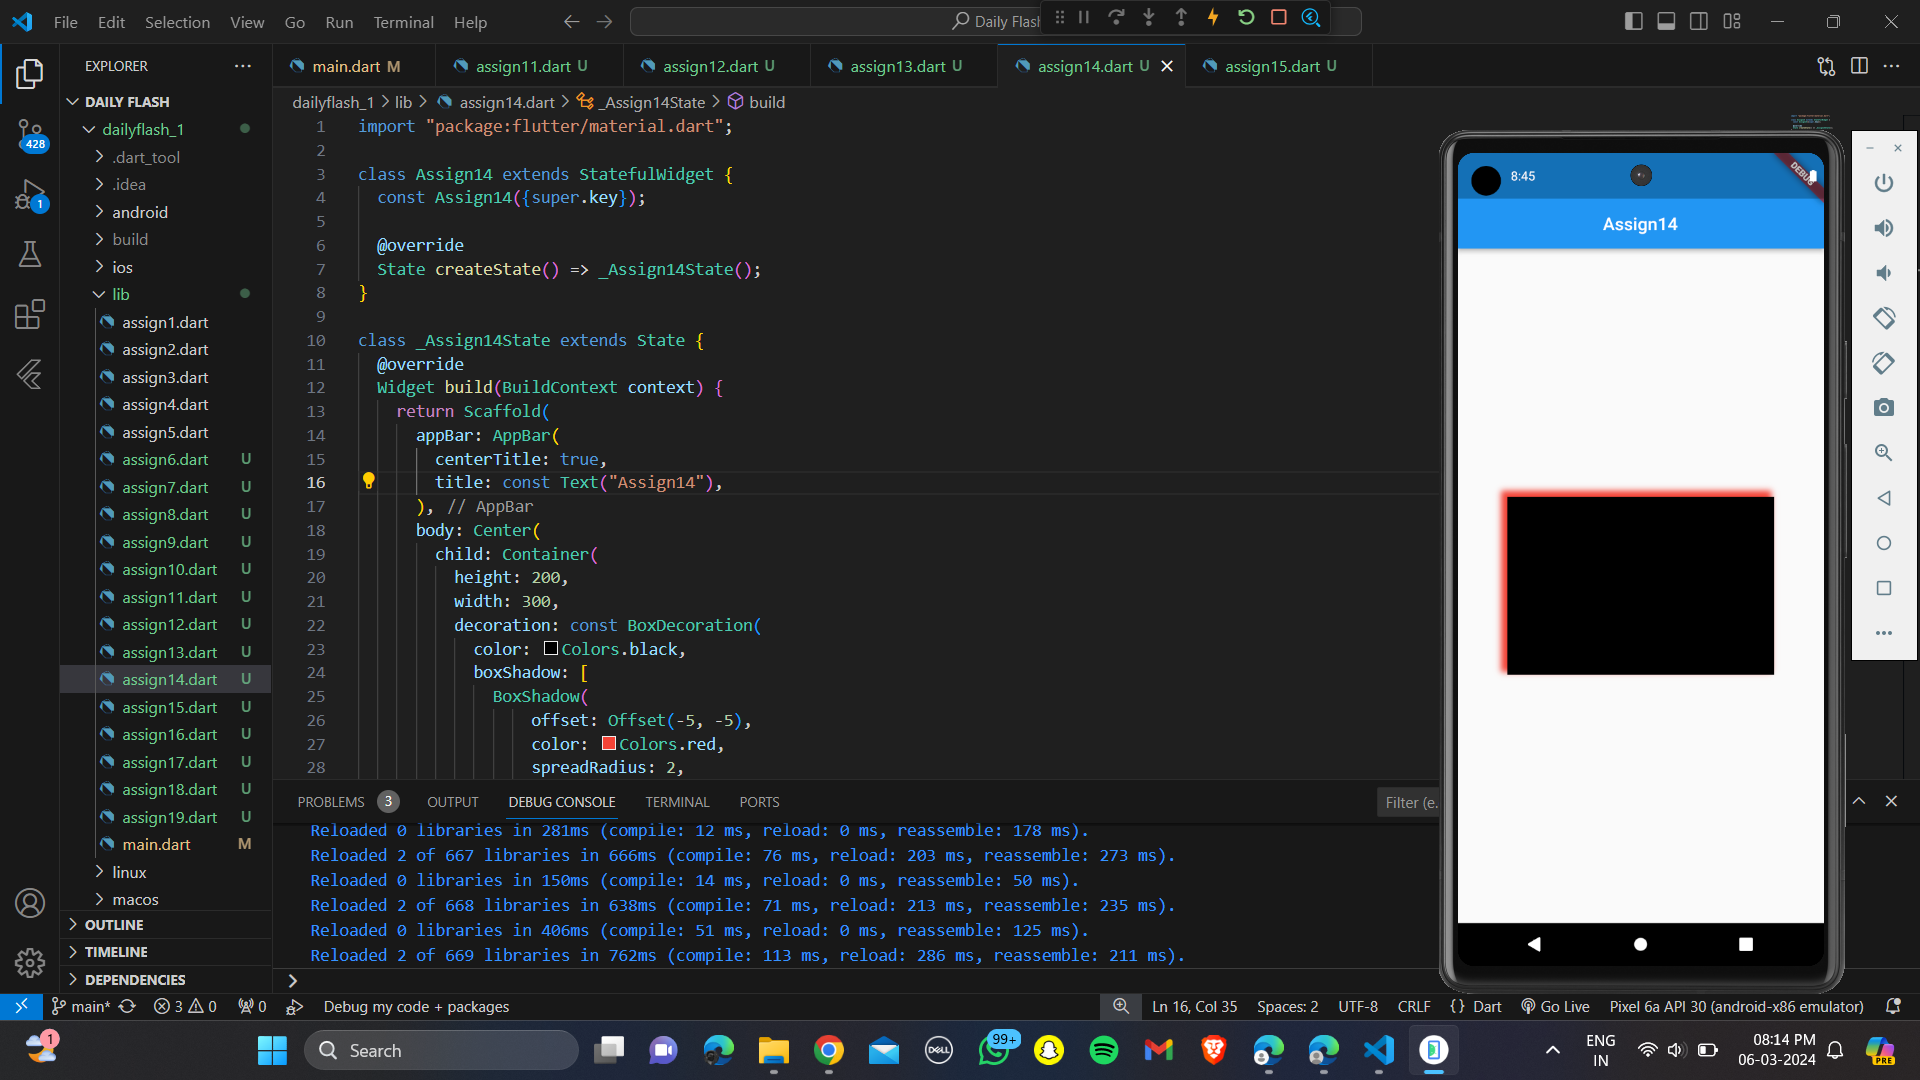 File Edit Selection View Go Run Terminal Help
Daily Flash
EXPLORER
main.dart M
assign11.dart U
assign12.dart U
assign13.dart U
assign14.dart U
assign15.dart U
DAILY FLASH
dailyflash_1
.dart_tool
.idea
android
build
ios
lib
assign1.dart
assign2.dart
assign3.dart
assign4.dart
assign5.dart
assign6.dart U
assign7.dart U
assign8.dart U
assign9.dart U
assign10.dart U
assign11.dart U
assign12.dart U
assign13.dart U
assign14.dart U
assign15.dart U
assign16.dart U
assign17.dart U
assign18.dart U
assign19.dart U
main.dart M
linux
macos
OUTLINE
TIMELINE
DEPENDENCIES
428
1
dailyflash_1 > lib > assign14.dart > _Assign14State > build
1 import "package:flutter/material.dart";
2
3 class Assign14 extends StatefulWidget {
4 const Assign14({super.key});
5
6 @override
7 State createState() => _Assign14State();
8 }
9
10 class _Assign14State extends State {
11 @override
12 Widget build(BuildContext context) {
13 return Scaffold(
14 appBar: AppBar(
15 centerTitle: true,
16 title: const Text("Assign14"),
17 ), // AppBar
18 body: Center(
19 child: Container(
20 height: 200,
21 width: 300,
22 decoration: const BoxDecoration(
23 color: Colors.black,
24 boxShadow: [
25 BoxShadow(
26 offset: Offset(-5, -5),
27 color: Colors.red,
28 spreadRadius: 2,
8:45
DEBUG
Assign14
PROBLEMS 3 OUTPUT DEBUG CONSOLE TERMINAL PORTS
Filter (e.
Reloaded 0 libraries in 281ms (compile: 12 ms, reload: 0 ms, reassemble: 178 ms).
Reloaded 2 of 667 libraries in 666ms (compile: 76 ms, reload: 203 ms, reassemble: 273 ms).
Reloaded 0 libraries in 150ms (compile: 14 ms, reload: 0 ms, reassemble: 50 ms).
Reloaded 2 of 668 libraries in 638ms (compile: 71 ms, reload: 213 ms, reassemble: 235 ms).
Reloaded 0 libraries in 406ms (compile: 51 ms, reload: 0 ms, reassemble: 125 ms).
Reloaded 2 of 669 libraries in 762ms (compile: 113 ms, reload: 286 ms, reassemble: 211 ms).
main* 3 0 0 Debug my code + packages
Ln 16, Col 35 Spaces: 2 UTF-8 CRLF {} Dart Go Live Pixel 6a API 30 (android-x86 emulator)
1
Search
DELL
99+
ENG
IN
08:14 PM
06-03-2024
PRE